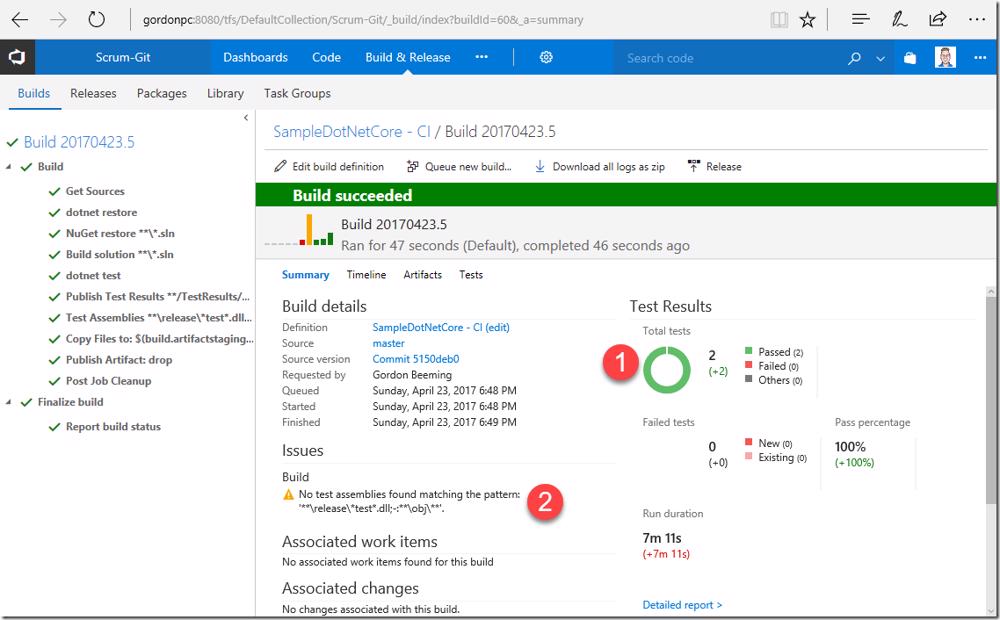 gordonpc:8080/tfs/DefaultCollection/Scrum-Git/_build/index?buildId=60&_a=summary
Scrum-Git Dashboards Code Build & Release ••• Search code
Builds Releases Packages Library Task Groups
Build 20170423.5
Build
Get Sources
dotnet restore
NuGet restore **\*.sln
Build solution **\*.sln
dotnet test
Publish Test Results **/TestResults/...
Test Assemblies **\release\*test*.dll...
Copy Files to: $(build.artifactstaging...
Publish Artifact: drop
Post Job Cleanup
Finalize build
Report build status
SampleDotNetCore - CI / Build 20170423.5
Edit build definition Queue new build... Download all logs as zip Release
Build succeeded
Build 20170423.5
Ran for 47 seconds (Default), completed 46 seconds ago
Summary Timeline Artifacts Tests
Build details
Definition SampleDotNetCore - CI (edit)
Source master
Source version Commit 5150deb0
Requested by Gordon Beeming
Queued Sunday, April 23, 2017 6:48 PM
Started Sunday, April 23, 2017 6:48 PM
Finished Sunday, April 23, 2017 6:49 PM
Issues
Build
No test assemblies found matching the pattern:
'**\release\*test*.dll;-:**\obj\**'.
2
Associated work items
No associated work items found for this build
Associated changes
No changes associated with this build.
Test Results
Total tests
1
2
(+2)
Passed (2)
Failed (0)
Others (0)
Failed tests
0
(+0)
New (0)
Existing (0)
Pass percentage
100%
(+100%)
Run duration
7m 11s
(+7m 11s)
Detailed report >